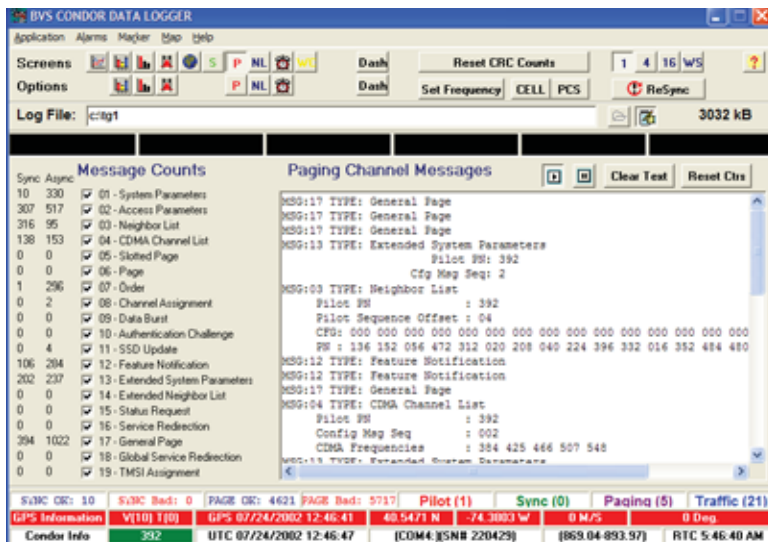 BVS CONDOR DATA LOGGER
Application Alarms Marker Map Help
Screens S P NL Dash Reset CRC Counts 1 4 16 WS ?
Options P NL Dash Set Frequency CELL PCS ReSync
Log File: c:\tg1 3032 kB
Message Counts
Sync Async
10 330 01 - System Parameters
307 517 02 - Access Parameters
316 95 03 - Neighbor List
138 153 04 - CDMA Channel List
0 0 05 - Slotted Page
0 0 06 - Page
1 296 07 - Order
0 2 08 - Channel Assignment
0 0 09 - Data Burst
0 0 10 - Authentication Challenge
0 4 11 - SSD Update
106 284 12 - Feature Notification
202 237 13 - Extended System Parameters
0 0 14 - Extended Neighbor List
0 0 15 - Status Request
0 0 16 - Service Redirection
394 1022 17 - General Page
0 0 18 - Global Service Redirection
0 0 19 - TMSI Assignment
Paging Channel Messages Clear Text Reset Ctrs
MSG:17 TYPE: General Page
MSG:17 TYPE: General Page
MSG:17 TYPE: General Page
MSG:13 TYPE: Extended System Parameters
Pilot PN: 392
Cfg Msg Seq: 2
MSG:03 TYPE: Neighbor List
Pilot PN : 392
Pilot Sequence Offset : 04
CFG: 000 000 000 000 000 000 000 000 000 000 000 000 000 000 000
PN : 136 152 056 472 312 020 208 040 224 396 332 016 352 484 480
MSG:12 TYPE: Feature Notification
MSG:12 TYPE: Feature Notification
MSG:17 TYPE: General Page
MSG:04 TYPE: CDMA Channel List
Pilot PN : 392
Config Msg Seq : 002
CDMA Frequencies : 384 425 466 507 548
MSG:13 TYPE: Extended System Parameters
SYNC OK: 10 SYNC Bad: 0 PAGE OK: 4621 PAGE Bad: 5717 Pilot (1) Sync (0) Paging (5) Traffic (21)
GPS Information V(10) T(0) GPS 07/24/2002 12:46:41 40.5471 N -74.3803 W 0 M/S 0 Deg.
Condor Info 392 UTC 07/24/2002 12:46:47 (COM4:)(SN# 220429) (869.04-893.97) RTC 5:46:40 AM